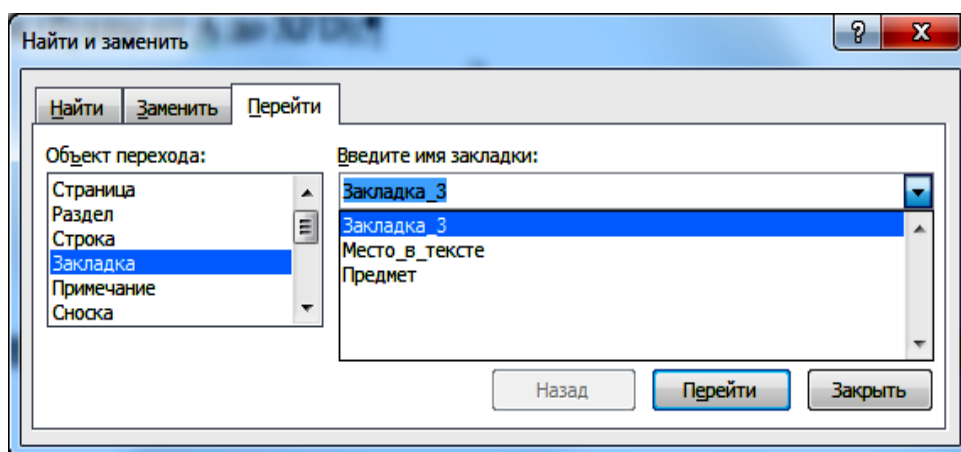 Найти и заменить
Найти Заменить Перейти
Объект перехода: Введите имя закладки:
Страница
Раздел
Строка
Закладка
Примечание
Сноска
Закладка_3
Закладка_3
Место_в_тексте
Предмет
Назад Перейти Закрыть